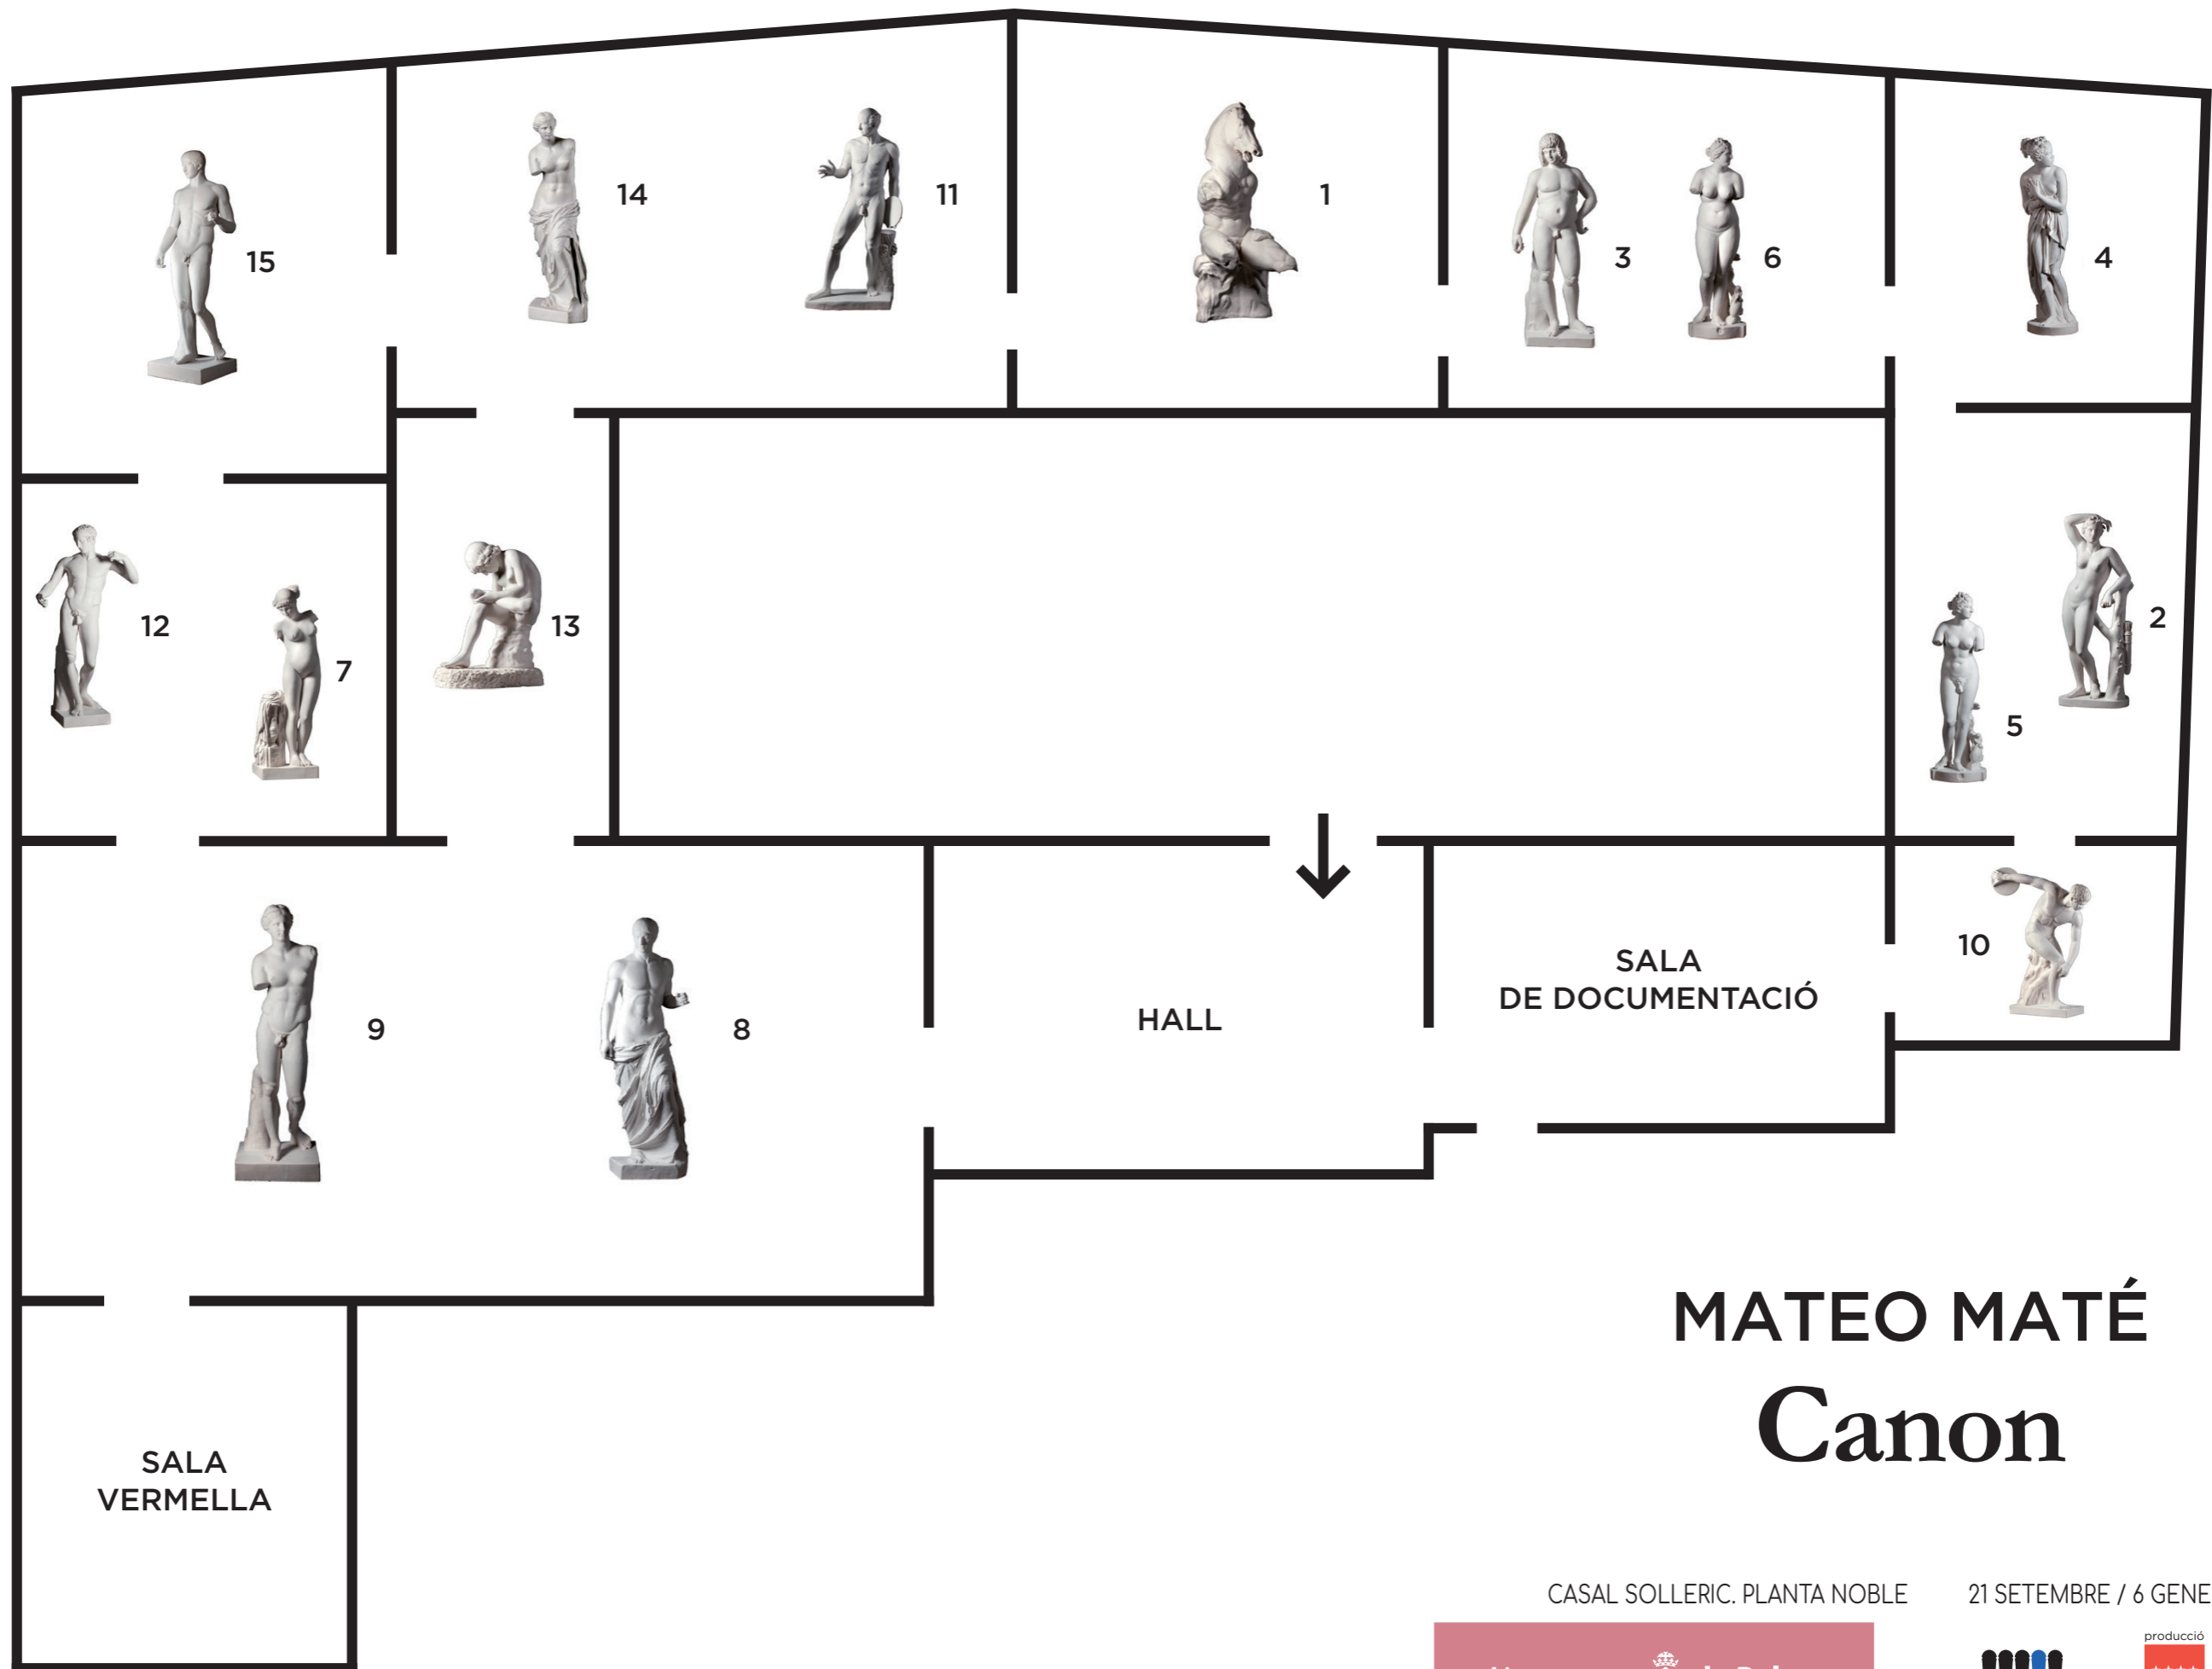 14
11
1
15
3
6
4
12
7
13
2
5
10
9
8
HALL
SALA
DE DOCUMENTACIÓ
MATEO MATÉ
Canon
SALA
VERMELLA
CASAL SOLLERIC. PLANTA NOBLE
21 SETEMBRE / 6 GENE
producció